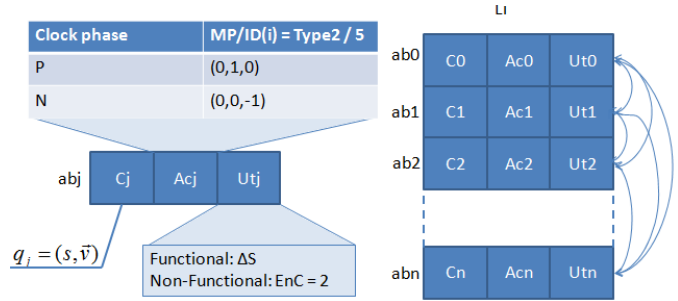 LI
Clock phase MP/ID(i) = Type2 / 5
P (0,1,0)
N (0,0,-1)
abj Cj Acj Utj
q_j = (s, v⃗)
Functional: ΔS
Non-Functional: EnC = 2
ab0 C0 Ac0 Ut0
ab1 C1 Ac1 Ut1
ab2 C2 Ac2 Ut2
abn Cn Acn Utn